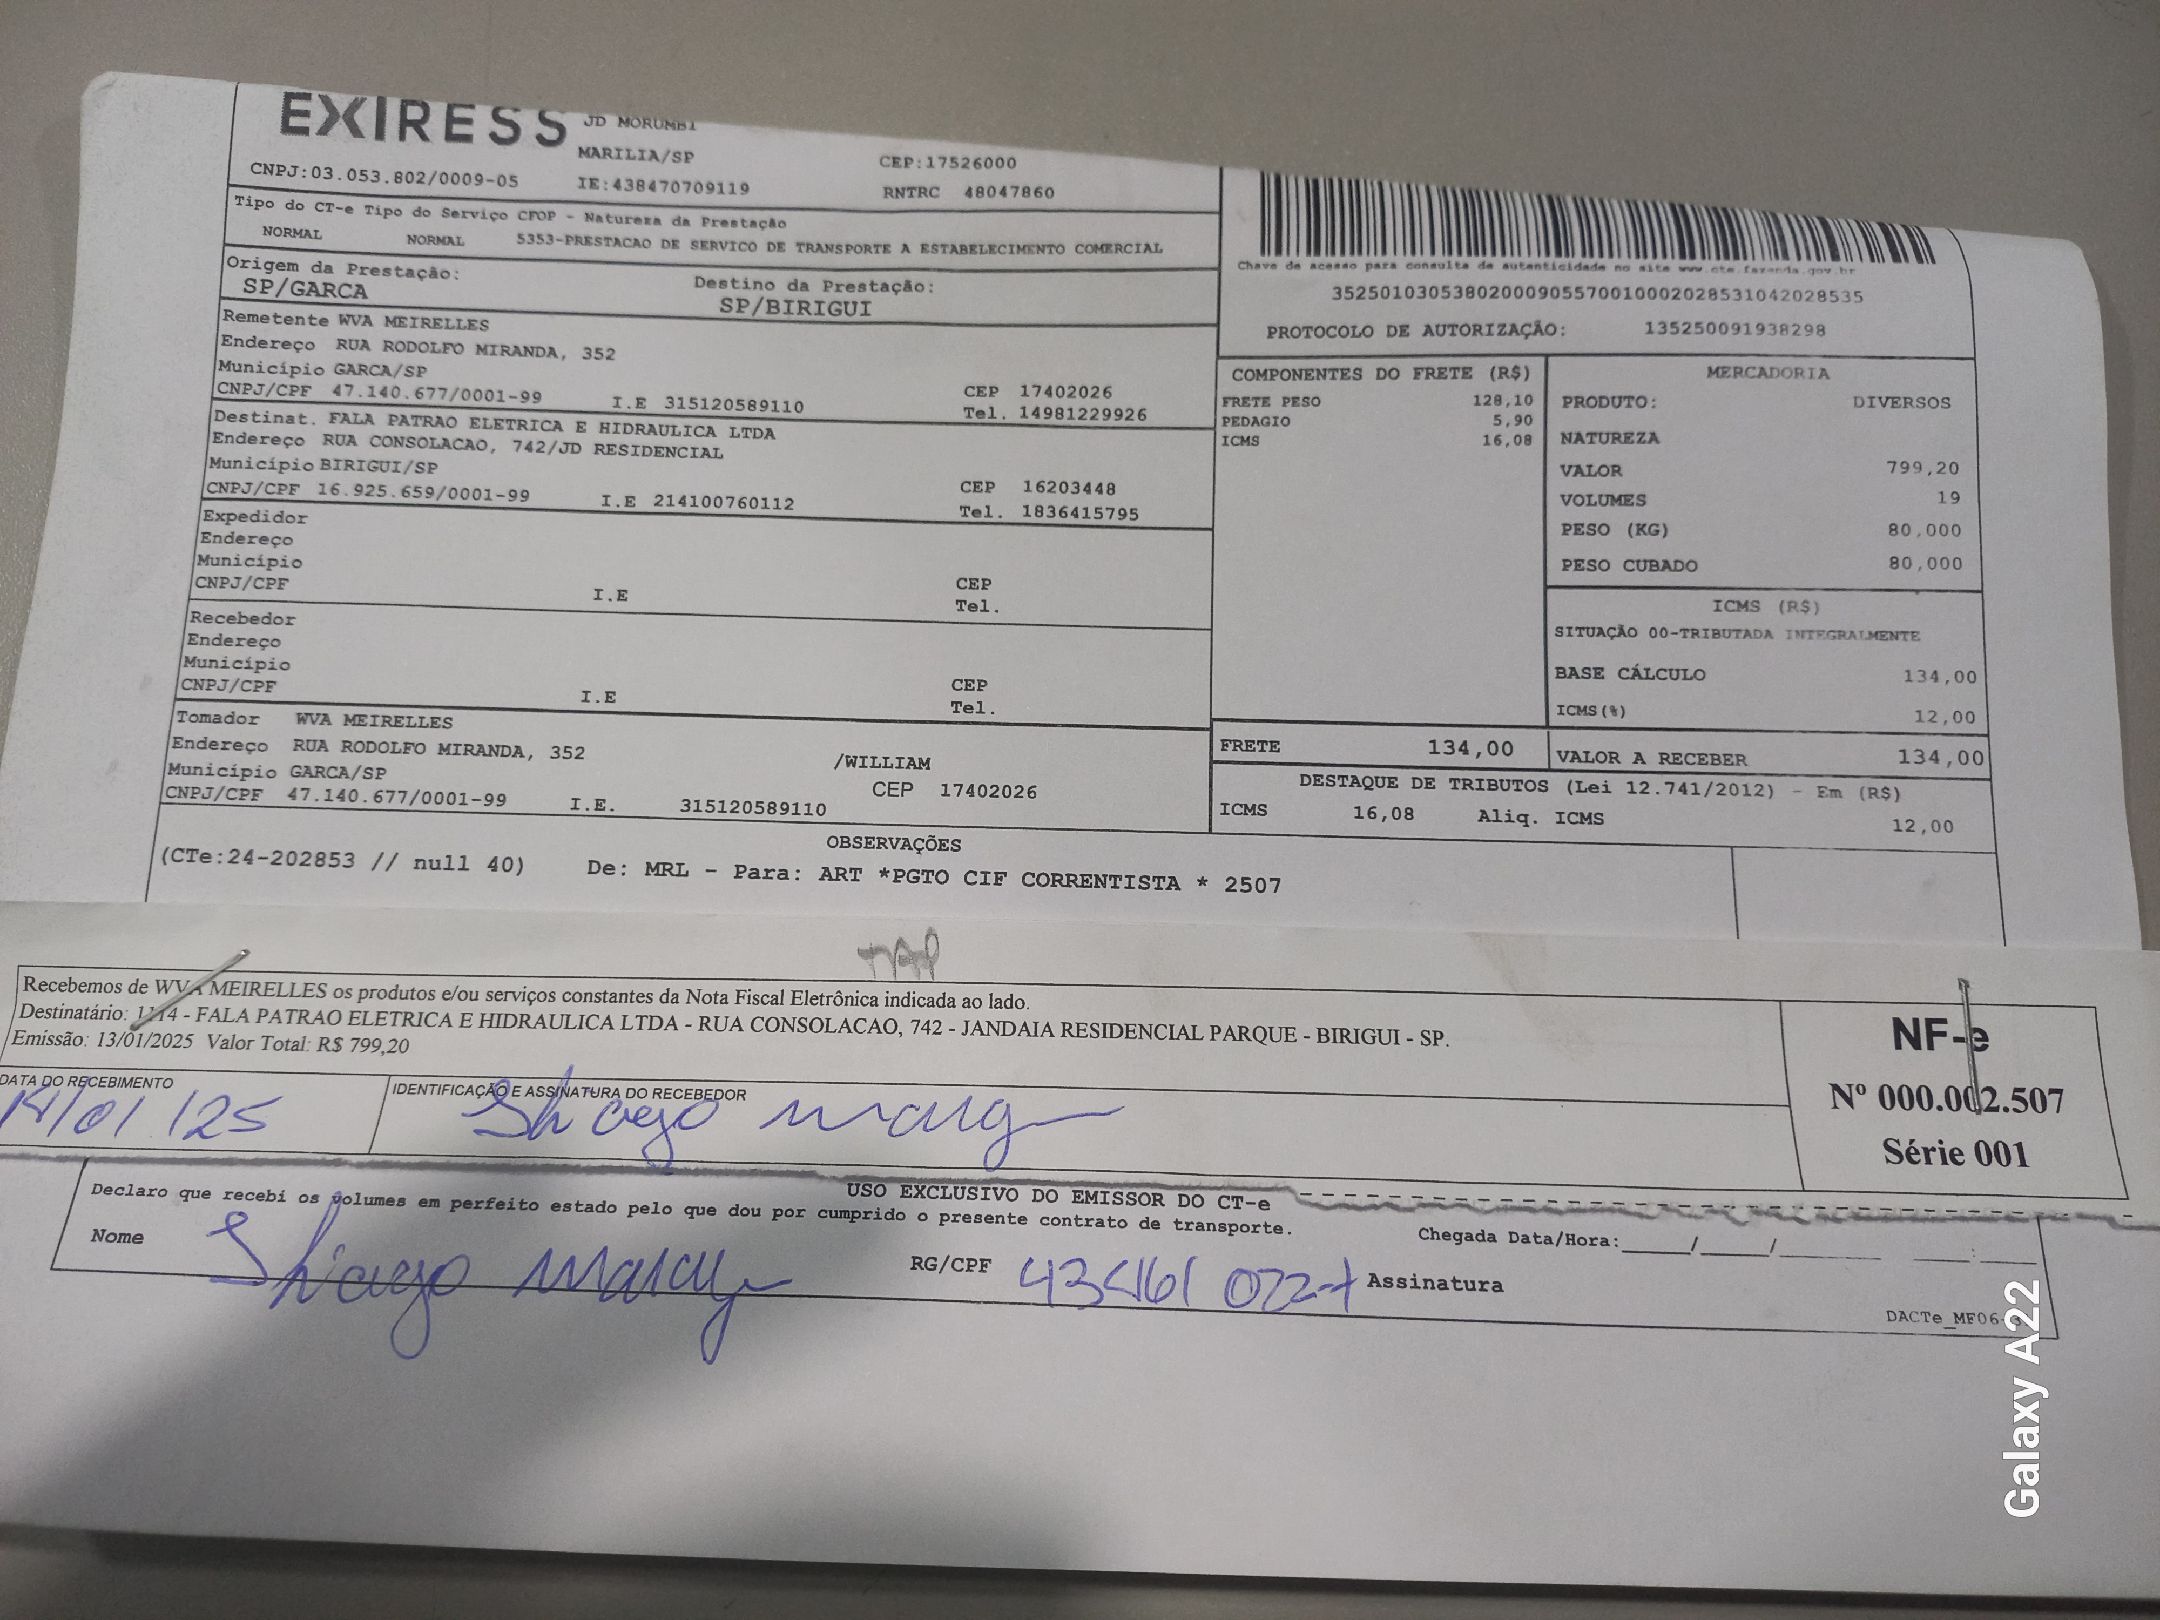 EXIRESS
JD MORUMBI
MARILIA/SP CEP:17526000
CNPJ:03.053.802/0009-05 IE:438470709119 RNTRC 48047860
Tipo do CT-e Tipo do Serviço CFOP - Natureza da Prestação
NORMAL NORMAL 5353-PRESTACAO DE SERVICO DE TRANSPORTE A ESTABELECIMENTO COMERCIAL
Origem da Prestação: Destino da Prestação:
SP/GARCA SP/BIRIGUI
Remetente WVA MEIRELLES
Endereço RUA RODOLFO MIRANDA, 352
Município GARCA/SP CEP 17402026
CNPJ/CPF 47.140.677/0001-99 I.E 315120589110 Tel. 14981229926
Destinat. FALA PATRAO ELETRICA E HIDRAULICA LTDA
Endereço RUA CONSOLACAO, 742/JD RESIDENCIAL
Município BIRIGUI/SP CEP 16203448
CNPJ/CPF 16.925.659/0001-99 I.E 214100760112 Tel. 1836415795
Expedidor
Endereço
Município CEP
CNPJ/CPF I.E Tel.
Recebedor
Endereço
Município CEP
CNPJ/CPF I.E Tel.
Tomador WVA MEIRELLES
Endereço RUA RODOLFO MIRANDA, 352 /WILLIAM
Município GARCA/SP CEP 17402026
CNPJ/CPF 47.140.677/0001-99 I.E. 315120589110
Chave de acesso para consulta de autenticidade no site www.cte.fazenda.gov.br
35250103053802000905570010002028531042028535
PROTOCOLO DE AUTORIZAÇÃO: 135250091938298
COMPONENTES DO FRETE (R$)
FRETE PESO 128,10
PEDAGIO 5,90
ICMS 16,08
MERCADORIA
PRODUTO: DIVERSOS
NATUREZA
VALOR 799,20
VOLUMES 19
PESO (KG) 80,000
PESO CUBADO 80,000
ICMS (R$)
SITUAÇÃO 00-TRIBUTADA INTEGRALMENTE
BASE CÁLCULO 134,00
ICMS(%) 12,00
FRETE 134,00 VALOR A RECEBER 134,00
DESTAQUE DE TRIBUTOS (Lei 12.741/2012) - Em (R$)
ICMS 16,08 Aliq. ICMS 12,00
OBSERVAÇÕES
(CTe:24-202853 // null 40) De: MRL - Para: ART *PGTO CIF CORRENTISTA * 2507
Recebemos de WVA MEIRELLES os produtos e/ou serviços constantes da Nota Fiscal Eletrônica indicada ao lado.
Destinatário: - FALA PATRAO ELETRICA E HIDRAULICA LTDA - RUA CONSOLACAO, 742 - JANDAIA RESIDENCIAL PARQUE - BIRIGUI - SP.
Emissão: 13/01/2025 Valor Total: R$ 799,20
NF-e
Nº 000.002.507
Série 001
DATA DO RECEBIMENTO IDENTIFICAÇÃO E ASSINATURA DO RECEBEDOR
14/01/25 Shiago
USO EXCLUSIVO DO EMISSOR DO CT-e
Declaro que recebi os volumes em perfeito estado pelo que dou por cumprido o presente contrato de transporte.
Chegada Data/Hora:____/____/______ ____:____
Nome Shiago RG/CPF Assinatura
DACTe_MF06
Galaxy A22